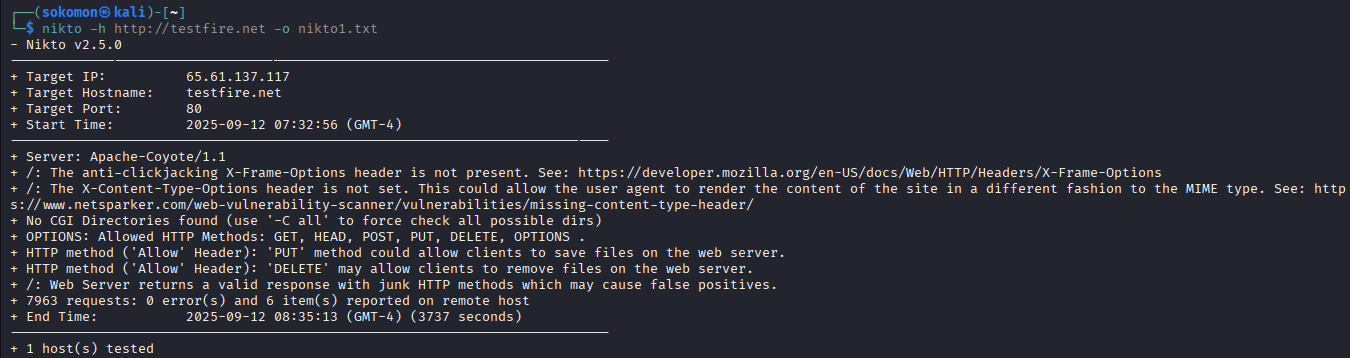 ┌──(sokomon㉿kali)-[~]
└─$ nikto -h http://testfire.net -o nikto1.txt
- Nikto v2.5.0
---------------------------------------------------------------------------
+ Target IP:          65.61.137.117
+ Target Hostname:    testfire.net
+ Target Port:        80
+ Start Time:         2025-09-12 07:32:56 (GMT-4)
---------------------------------------------------------------------------
+ Server: Apache-Coyote/1.1
+ /: The anti-clickjacking X-Frame-Options header is not present. See: https://developer.mozilla.org/en-US/docs/Web/HTTP/Headers/X-Frame-Options
+ /: The X-Content-Type-Options header is not set. This could allow the user agent to render the content of the site in a different fashion to the MIME type. See: http
s://www.netsparker.com/web-vulnerability-scanner/vulnerabilities/missing-content-type-header/
+ No CGI Directories found (use '-C all' to force check all possible dirs)
+ OPTIONS: Allowed HTTP Methods: GET, HEAD, POST, PUT, DELETE, OPTIONS .
+ HTTP method ('Allow' Header): 'PUT' method could allow clients to save files on the web server.
+ HTTP method ('Allow' Header): 'DELETE' may allow clients to remove files on the web server.
+ /: Web Server returns a valid response with junk HTTP methods which may cause false positives.
+ 7963 requests: 0 error(s) and 6 item(s) reported on remote host
+ End Time:           2025-09-12 08:35:13 (GMT-4) (3737 seconds)
---------------------------------------------------------------------------
+ 1 host(s) tested